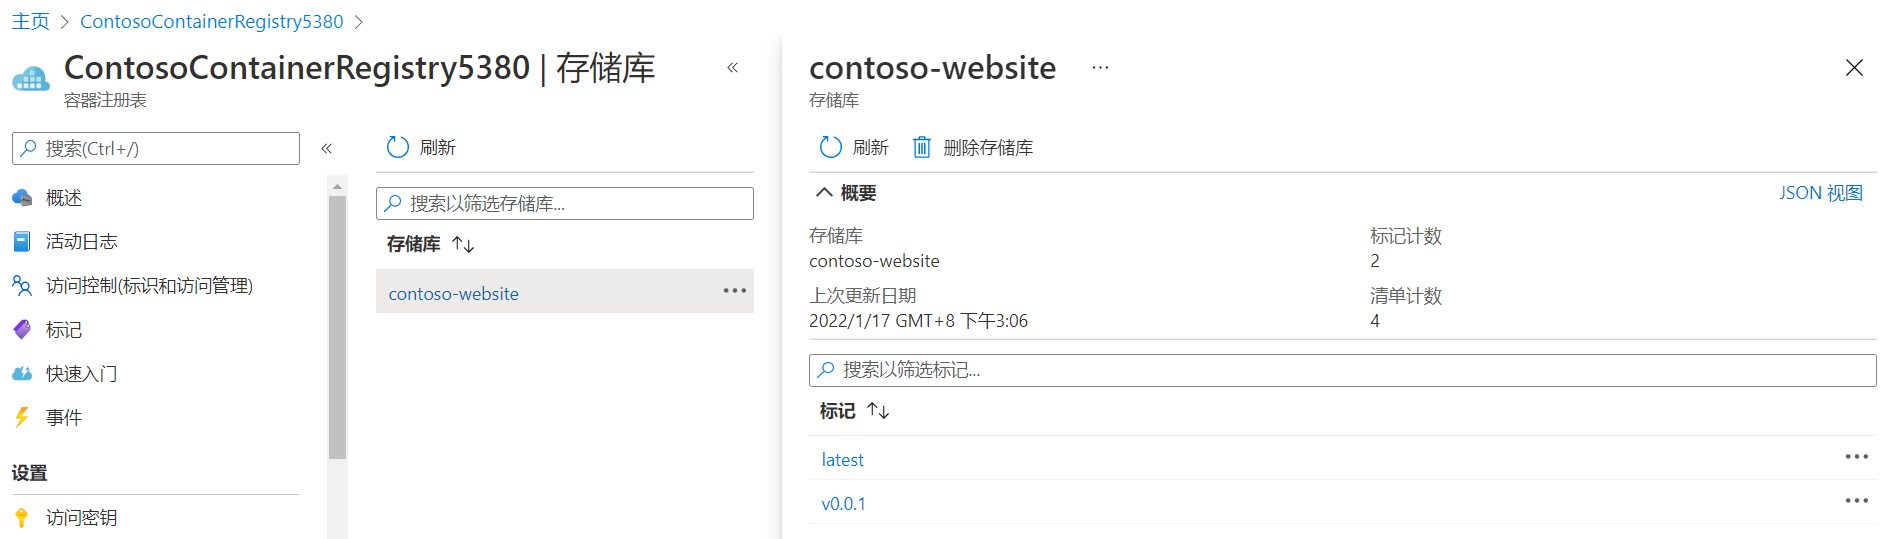 主页 > ContosoContainerRegistry5380 >
ContosoContainerRegistry5380 | 存储库
容器注册表
搜索(Ctrl+/)
概述
活动日志
访问控制(标识和访问管理)
标记
快速入门
事件
设置
访问密钥
刷新
搜索以筛选存储库...
存储库
contoso-website
contoso-website
存储库
刷新 删除存储库
概要 JSON 视图
存储库
contoso-website
标记计数
2
上次更新日期
2022/1/17 GMT+8 下午3:06
清单计数
4
搜索以筛选标记...
标记
latest
v0.0.1